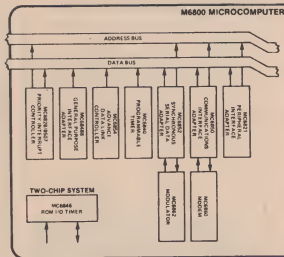 M6800 MICROCOMPUTER
ADDRESS BUS
DATA BUS
MC6828/8507
PRIORITY INTERRUPT
CONTROLLER
MC68488
GENERAL PURPOSE
INTERFACE
ADAPTER
MC6854
ADVANCE
DATA LINK
CONTROLLER
MC6840
PROGRAMMABLE
TIMER
MC6852
SYNCHRONOUS
SERIAL DATA
ADAPTER
MC6850
COMMUNICATIONS
INTERFACE
ADAPTER
MC6821
PERIPHERAL
INTERFACE
ADAPTER
TWO-CHIP SYSTEM
MC6846
ROM I/O TIMER
MC6862
MODULATOR
MC6860
MODEM